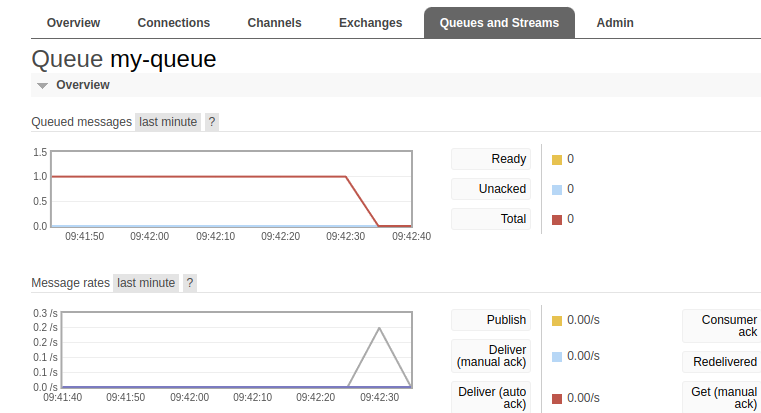 Overview Connections Channels Exchanges Queues and Streams Admin
Queue my-queue
Overview
Queued messages last minute ?
1.5
1.0
0.5
0.0
09:41:50 09:42:00 09:42:10 09:42:20 09:42:30 09:42:40
Ready 0
Unacked 0
Total 0
Message rates last minute ?
0.3 /s
0.2 /s
0.2 /s
0.1 /s
0.1 /s
0.0 /s
09:41:40 09:41:50 09:42:00 09:42:10 09:42:20 09:42:30
Publish 0.00/s
Deliver
(manual ack) 0.00/s
Deliver (auto
ack) 0.00/s
Consumer
ack
Redelivered
Get (manual
ack)